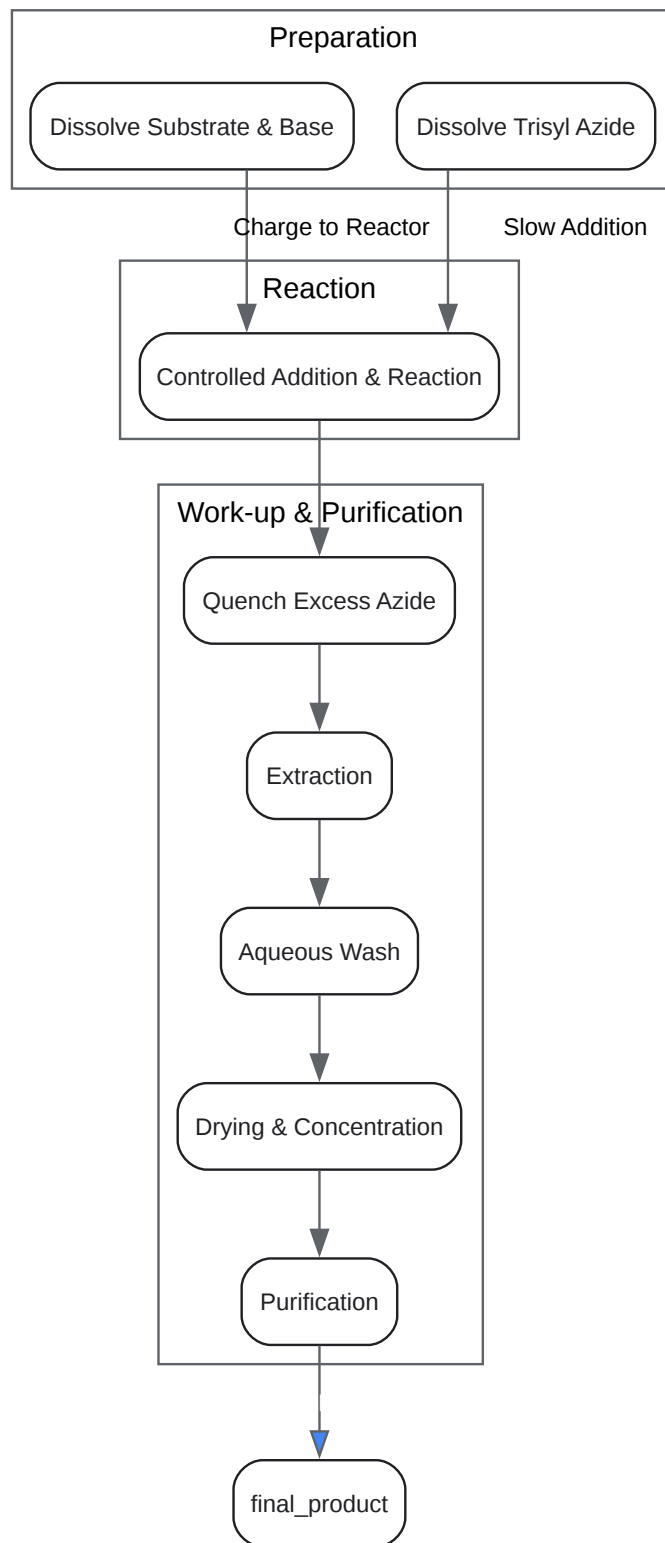 Preparation
Dissolve Substrate & Base
Dissolve Trisyl Azide
Charge to Reactor
Slow Addition
Reaction
Controlled Addition & Reaction
Work-up & Purification
Quench Excess Azide
Extraction
Aqueous Wash
Drying & Concentration
Purification
final_product